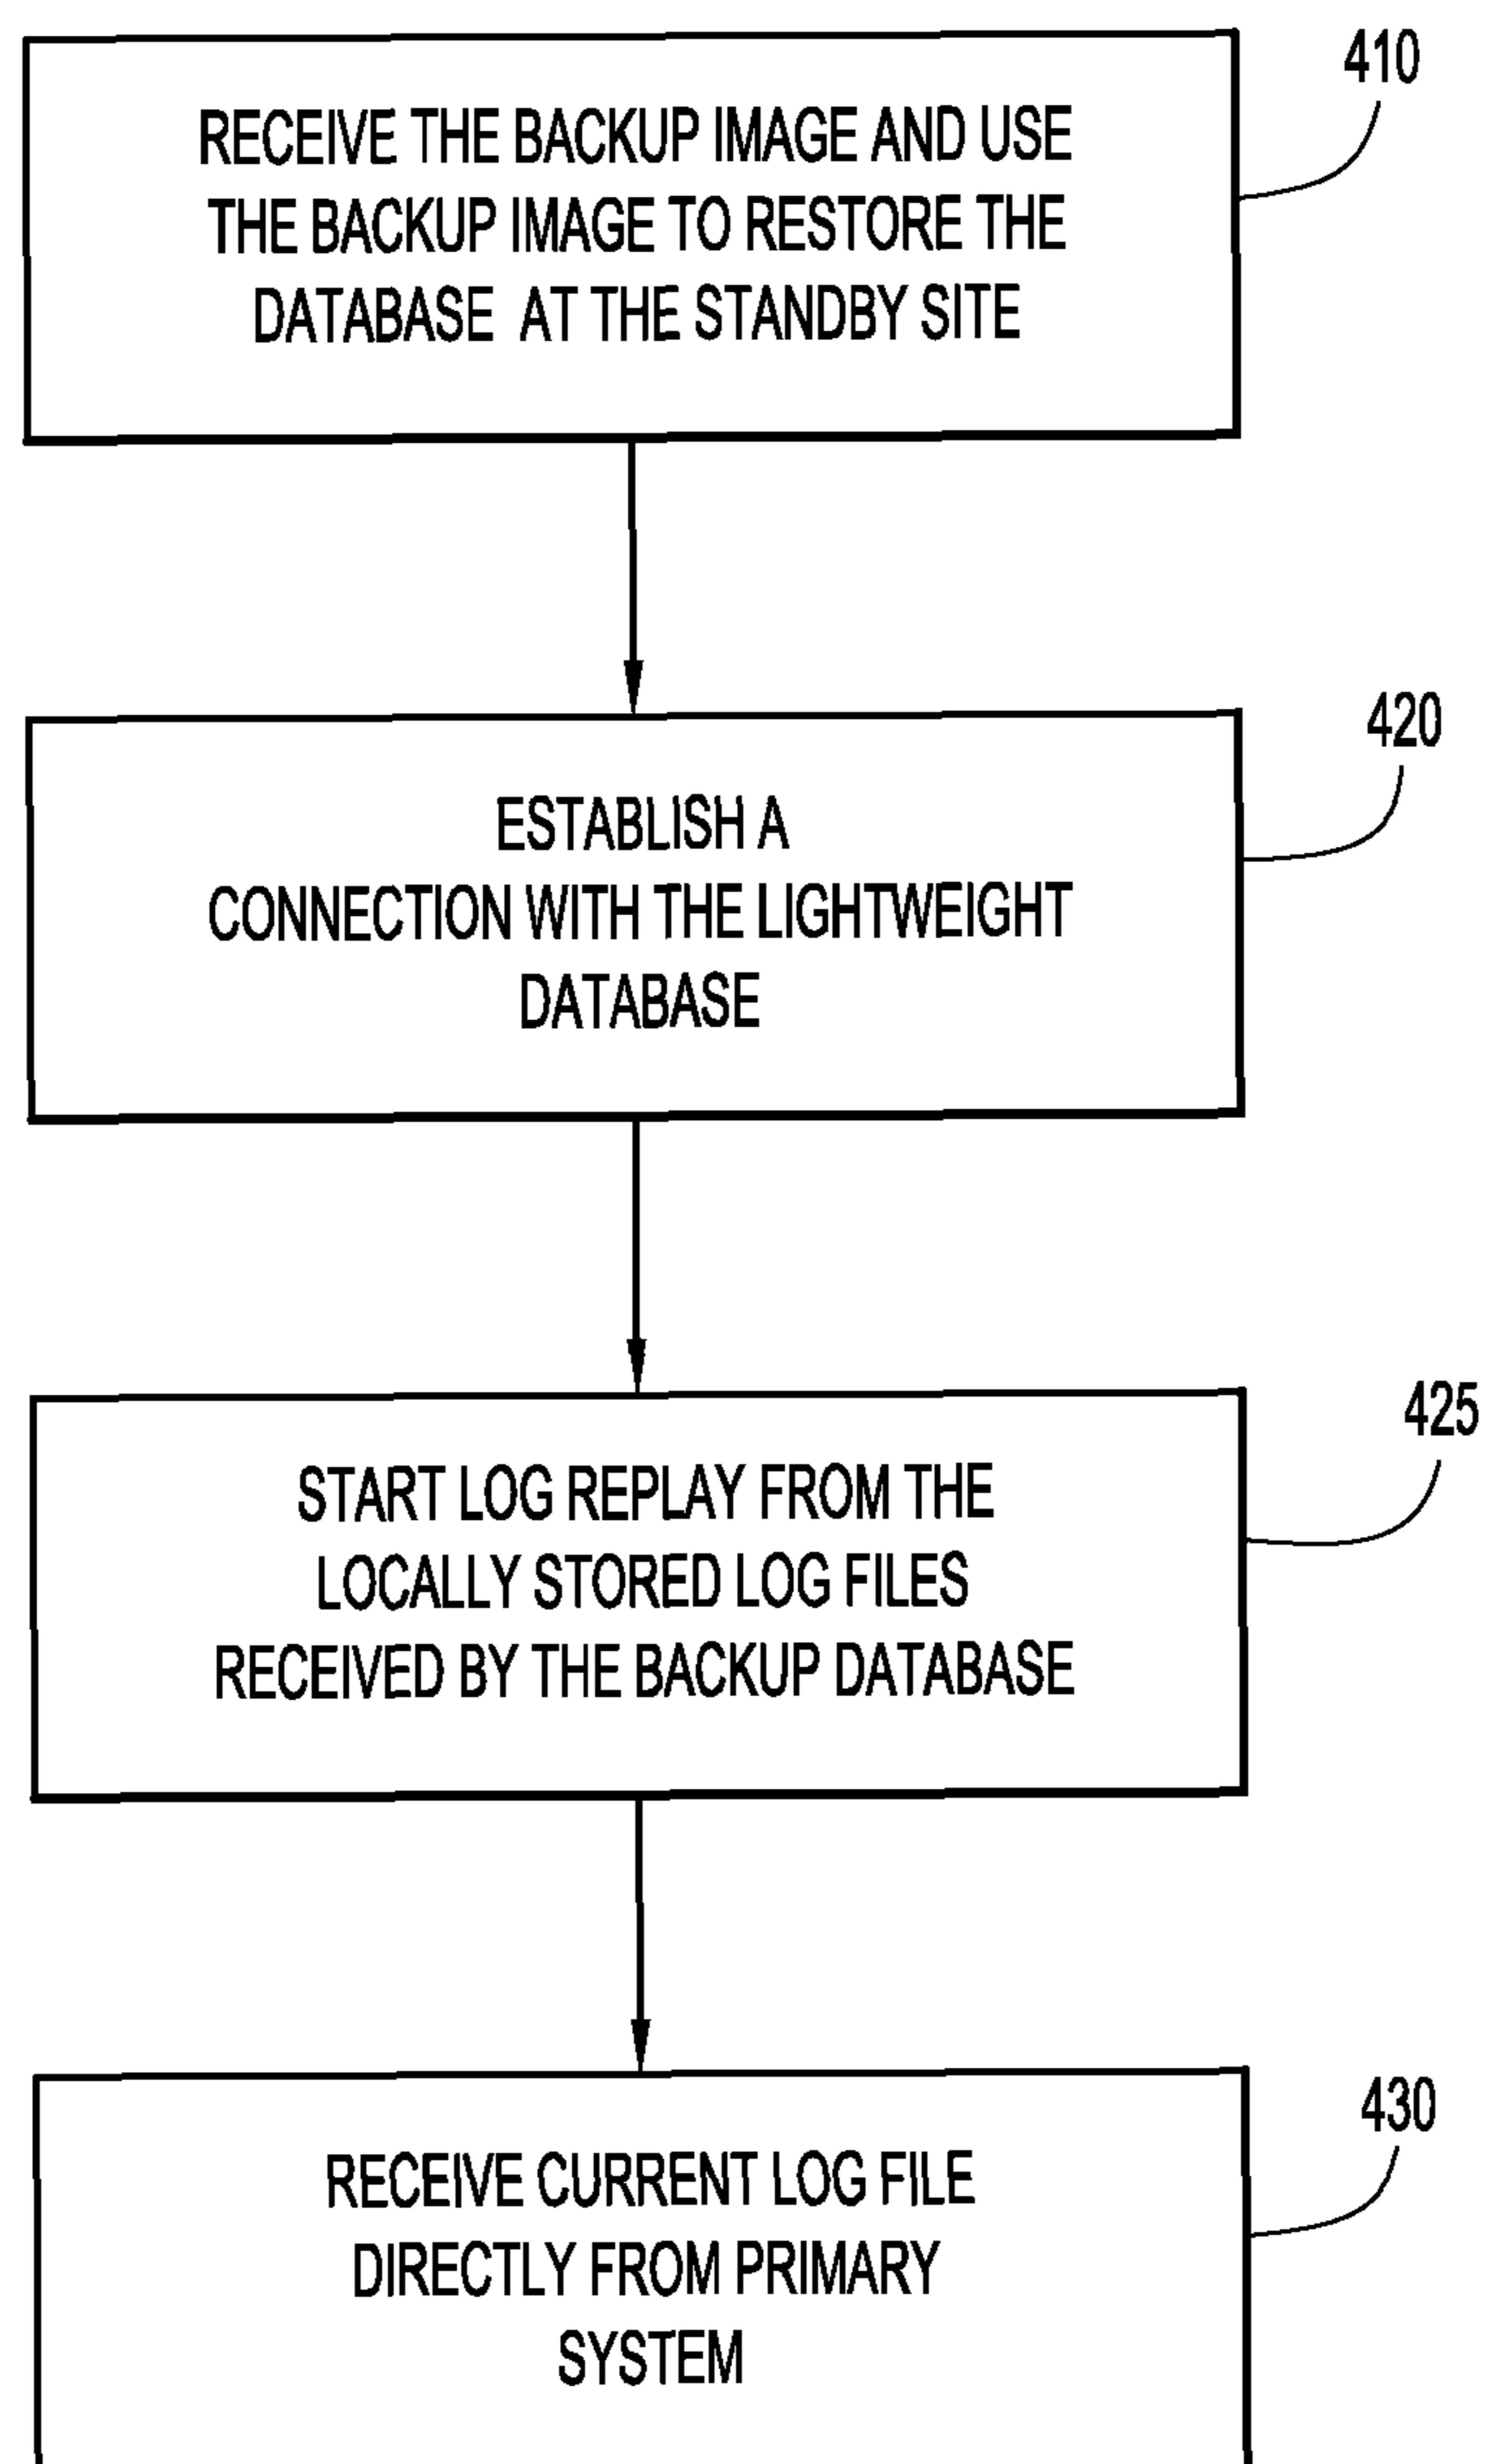 410
RECEIVE THE BACKUP IMAGE AND USE
THE BACKUP IMAGE TO RESTORE THE
DATABASE AT THE STANDBY SITE
420
ESTABLISH A
CONNECTION WITH THE LIGHTWEIGHT
DATABASE
425
START LOG REPLAY FROM THE
LOCALLY STORED LOG FILES
RECEIVED BY THE BACKUP DATABASE
430
RECEIVE CURRENT LOG FILE
DIRECTLY FROM PRIMARY
SYSTEM